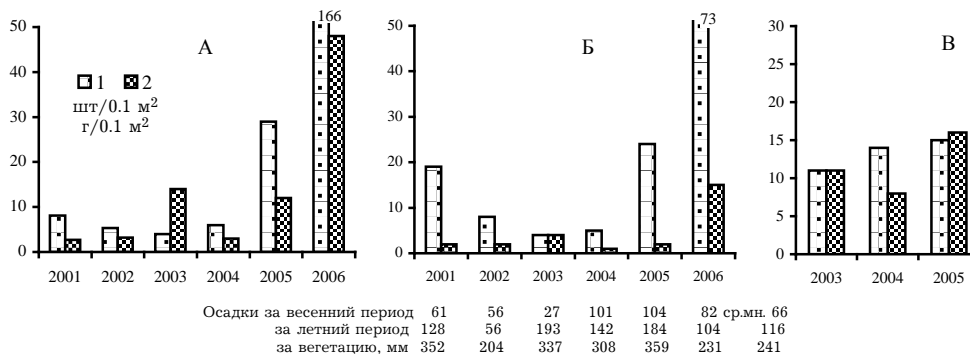 166
73
50
50
30
А
Б
В
40
40
25
1 2
шт/0.1 м²
г/0.1 м²
30
30
20
15
20
20
10
10
10
5
0
0
0
2001 2002 2003 2004 2005 2006
2001 2002 2003 2004 2005 2006
2003 2004 2005
Осадки за весенний период 61 56 27 101 104 82 ср.мн. 66
за летний период 128 56 193 142 184 104 116
за вегетацию, мм 352 204 337 308 359 231 241